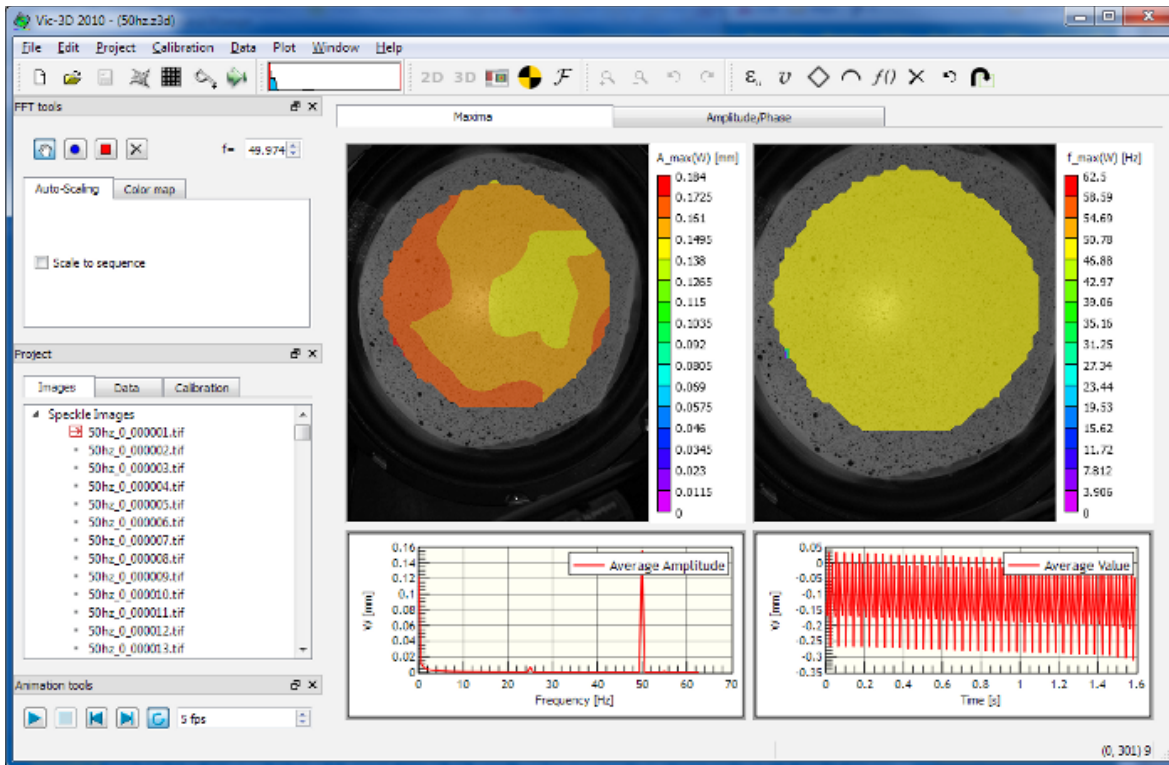 Vic-3D 2010 - (50hz.z3d)
File Edit Project Calibration Data Plot Window Help
2D 3D F εₓₓ v f()
FFT tools
f= 49.974
Auto-Scaling Color map
Scale to sequence
Project
Images Data Calibration
Speckle Images
50hz_0_000001.tif
50hz_0_000002.tif
50hz_0_000003.tif
50hz_0_000004.tif
50hz_0_000005.tif
50hz_0_000006.tif
50hz_0_000007.tif
50hz_0_000008.tif
50hz_0_000009.tif
50hz_0_000010.tif
50hz_0_000011.tif
50hz_0_000012.tif
50hz_0_000013.tif
Animation tools
5 fps
Maxima Amplitude/Phase
A_max(W) [mm]
0.184
0.1725
0.161
0.1495
0.138
0.1265
0.115
0.1035
0.092
0.0805
0.069
0.0575
0.046
0.0345
0.023
0.0115
0
f_max(W) [Hz]
62.5
58.59
54.69
50.78
46.88
42.97
39.06
35.16
31.25
27.34
23.44
19.53
15.62
11.72
7.812
3.906
0
Average Amplitude
W [mm]
0.16
0.14
0.12
0.1
0.08
0.06
0.04
0.02
0
0 10 20 30 40 50 60 70
Frequency [Hz]
Average Value
W [mm]
0.05
0
-0.05
-0.1
-0.15
-0.2
-0.25
-0.3
-0.35
0 0.2 0.4 0.6 0.8 1 1.2 1.4 1.6
Time [s]
(0, 301) 9